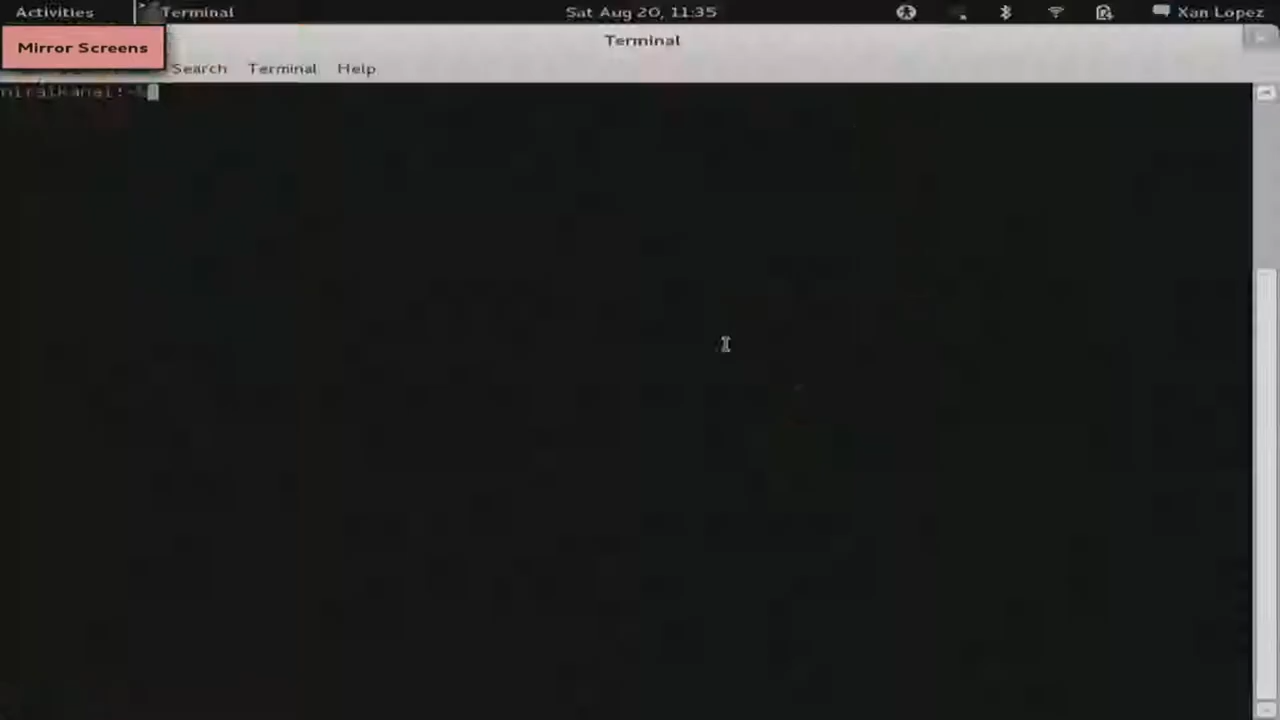 Activities Terminal Sat Aug 20, 11:35 Xan Lopez
Mirror Screens
Terminal
Search Terminal Help